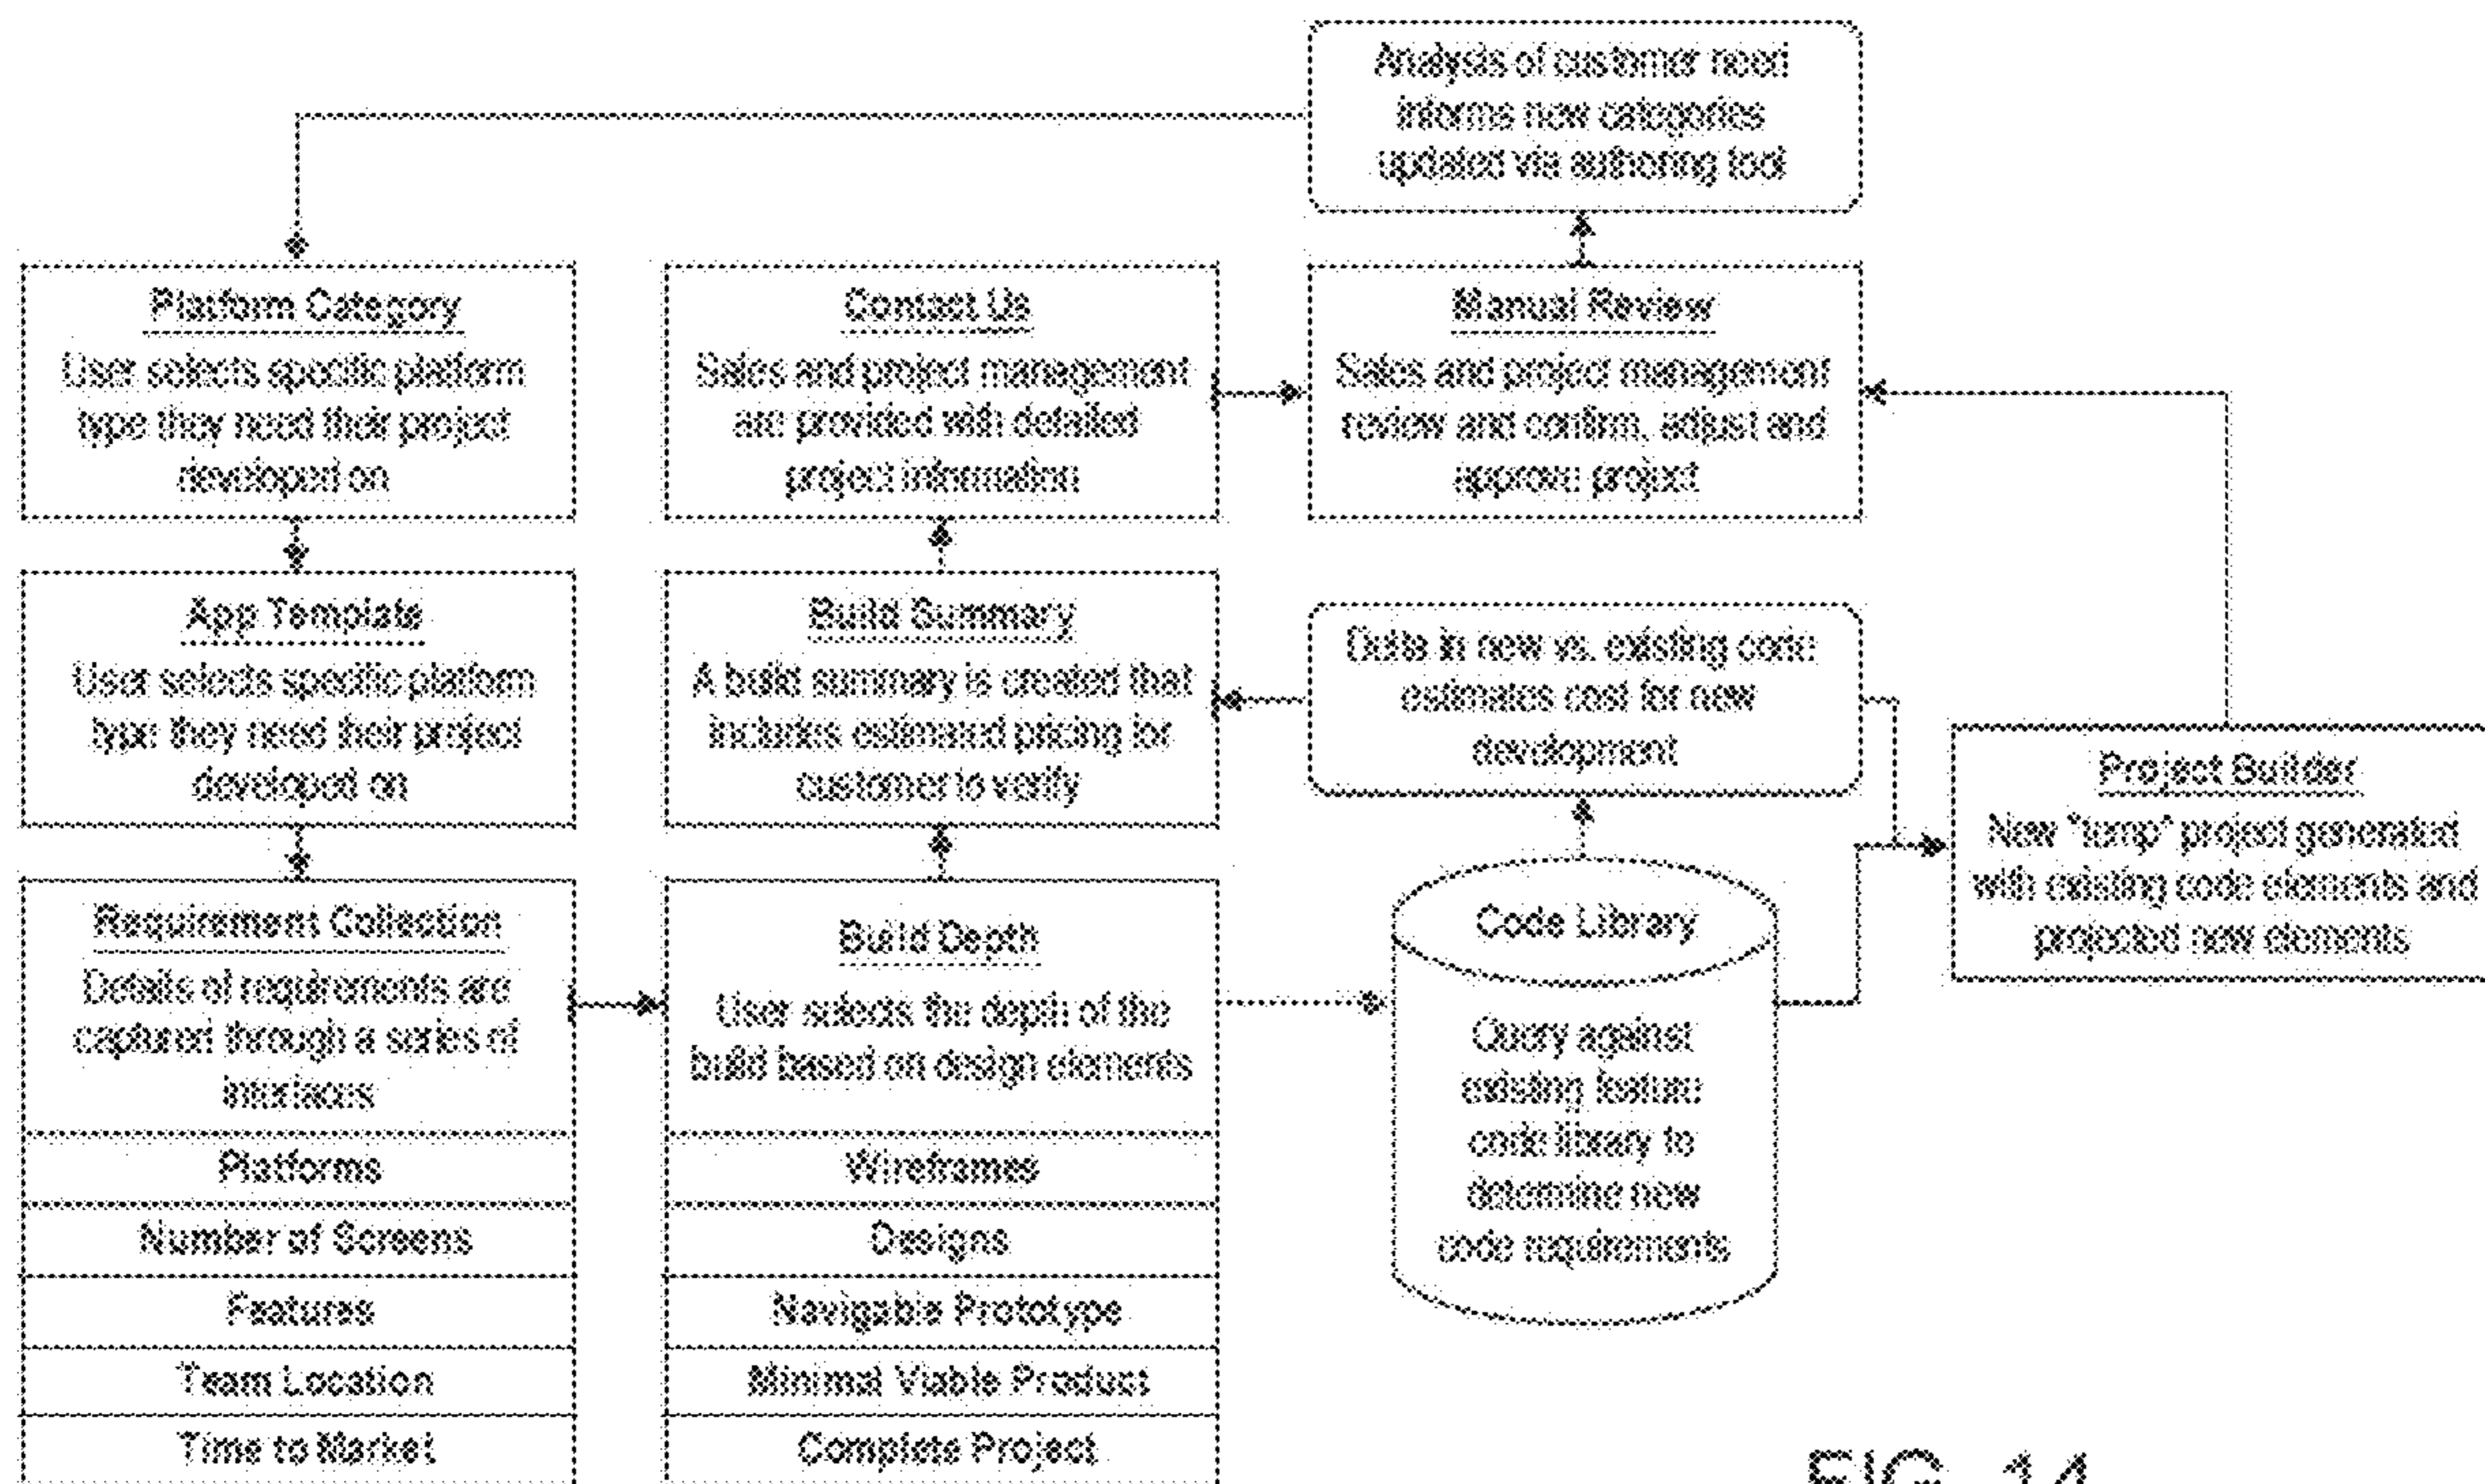 Analysis of customer need
informs new categories
updated via authoring tool
Platform Category
User selects specific platform
type they need their project
developed on
Contact Us
Sales and project management
are provided with detailed
project information
Manual Review
Sales and project management
review and confirm, adjust and
approve project
App Template
User selects specific platform
type they need their project
developed on
Build Summary
A build summary is created that
includes estimated pricing for
customer to verify
Delta in new vs. existing code
estimates cost for new
development
Project Builder
New "temp" project generated
with existing code elements and
projected new elements
Requirement Collection
Details of requirements are
captured through a series of
interfaces
Platforms
Number of Screens
Features
Team Location
Time to Market
Build Depth
User selects the depth of the
build based on design elements
Wireframes
Designs
Navigable Prototype
Minimal Viable Product
Complete Project
Code Library
Query against
existing feature
code library to
determine new
code requirements
FIG. 14